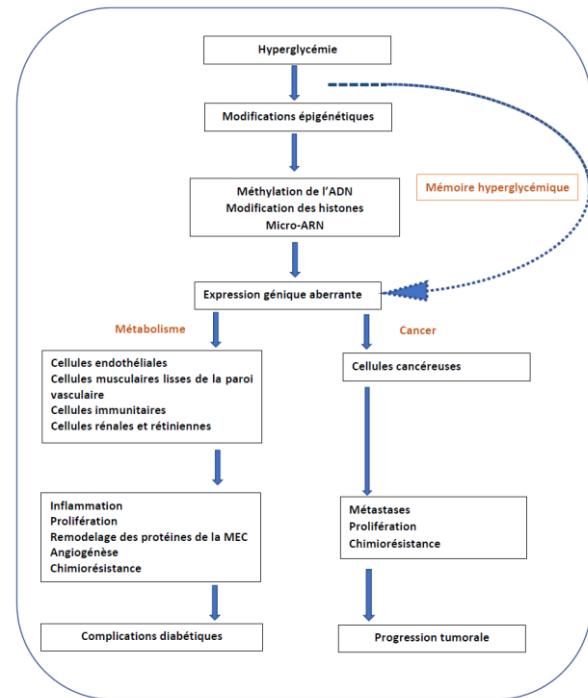 Hyperglycémie
Modifications épigénétiques
Méthylation de l'ADN
Modification des histones
Micro-ARN
Mémoire hyperglycémique
Expression génique aberrante
Métabolisme
Cancer
Cellules endothéliales
Cellules musculaires lisses de la paroi
vasculaire
Cellules immunitaires
Cellules rénales et rétiniennes
Cellules cancéreuses
Inflammation
Prolifération
Remodelage des protéines de la MEC
Angiogénèse
Chimiorésistance
Métastases
Prolifération
Chimiorésistance
Complications diabétiques
Progression tumorale